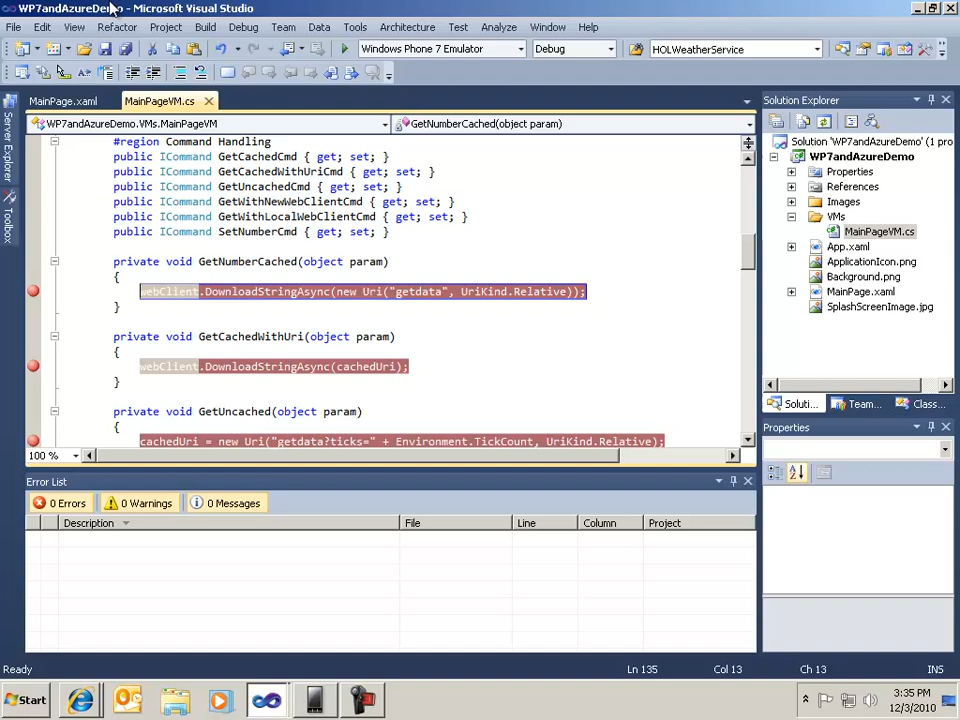 WP7andAzureDemo - Microsoft Visual Studio
File Edit View Refactor Project Build Debug Team Data Tools Architecture Test Analyze Window Help
Windows Phone 7 Emulator Debug HOLWeatherService
MainPage.xaml MainPageVM.cs
WP7andAzureDemo.VMs.MainPageVM GetNumberCached(object param)
#region Command Handling
public ICommand GetCachedCmd { get; set; }
public ICommand GetCachedWithUriCmd { get; set; }
public ICommand GetUncachedCmd { get; set; }
public ICommand GetWithNewWebClientCmd { get; set; }
public ICommand GetWithLocalWebClientCmd { get; set; }
public ICommand SetNumberCmd { get; set; }
private void GetNumberCached(object param)
{
webClient.DownloadStringAsync(new Uri("getdata", UriKind.Relative));
}
private void GetCachedWithUri(object param)
{
webClient.DownloadStringAsync(cachedUri);
}
private void GetUncached(object param)
{
cachedUri = new Uri("getdata?ticks=" + Environment.TickCount, UriKind.Relative);
100 %
Server Explorer
Toolbox
Solution Explorer
Solution 'WP7andAzureDemo' (1 pro
WP7andAzureDemo
Properties
References
Images
VMs
MainPageVM.cs
App.xaml
ApplicationIcon.png
Background.png
MainPage.xaml
SplashScreenImage.jpg
Soluti... Team... Class...
Properties
Error List
0 Errors 0 Warnings 0 Messages
Description File Line Column Project
Ready Ln 135 Col 13 Ch 13 INS
Start 3:35 PM
12/3/2010